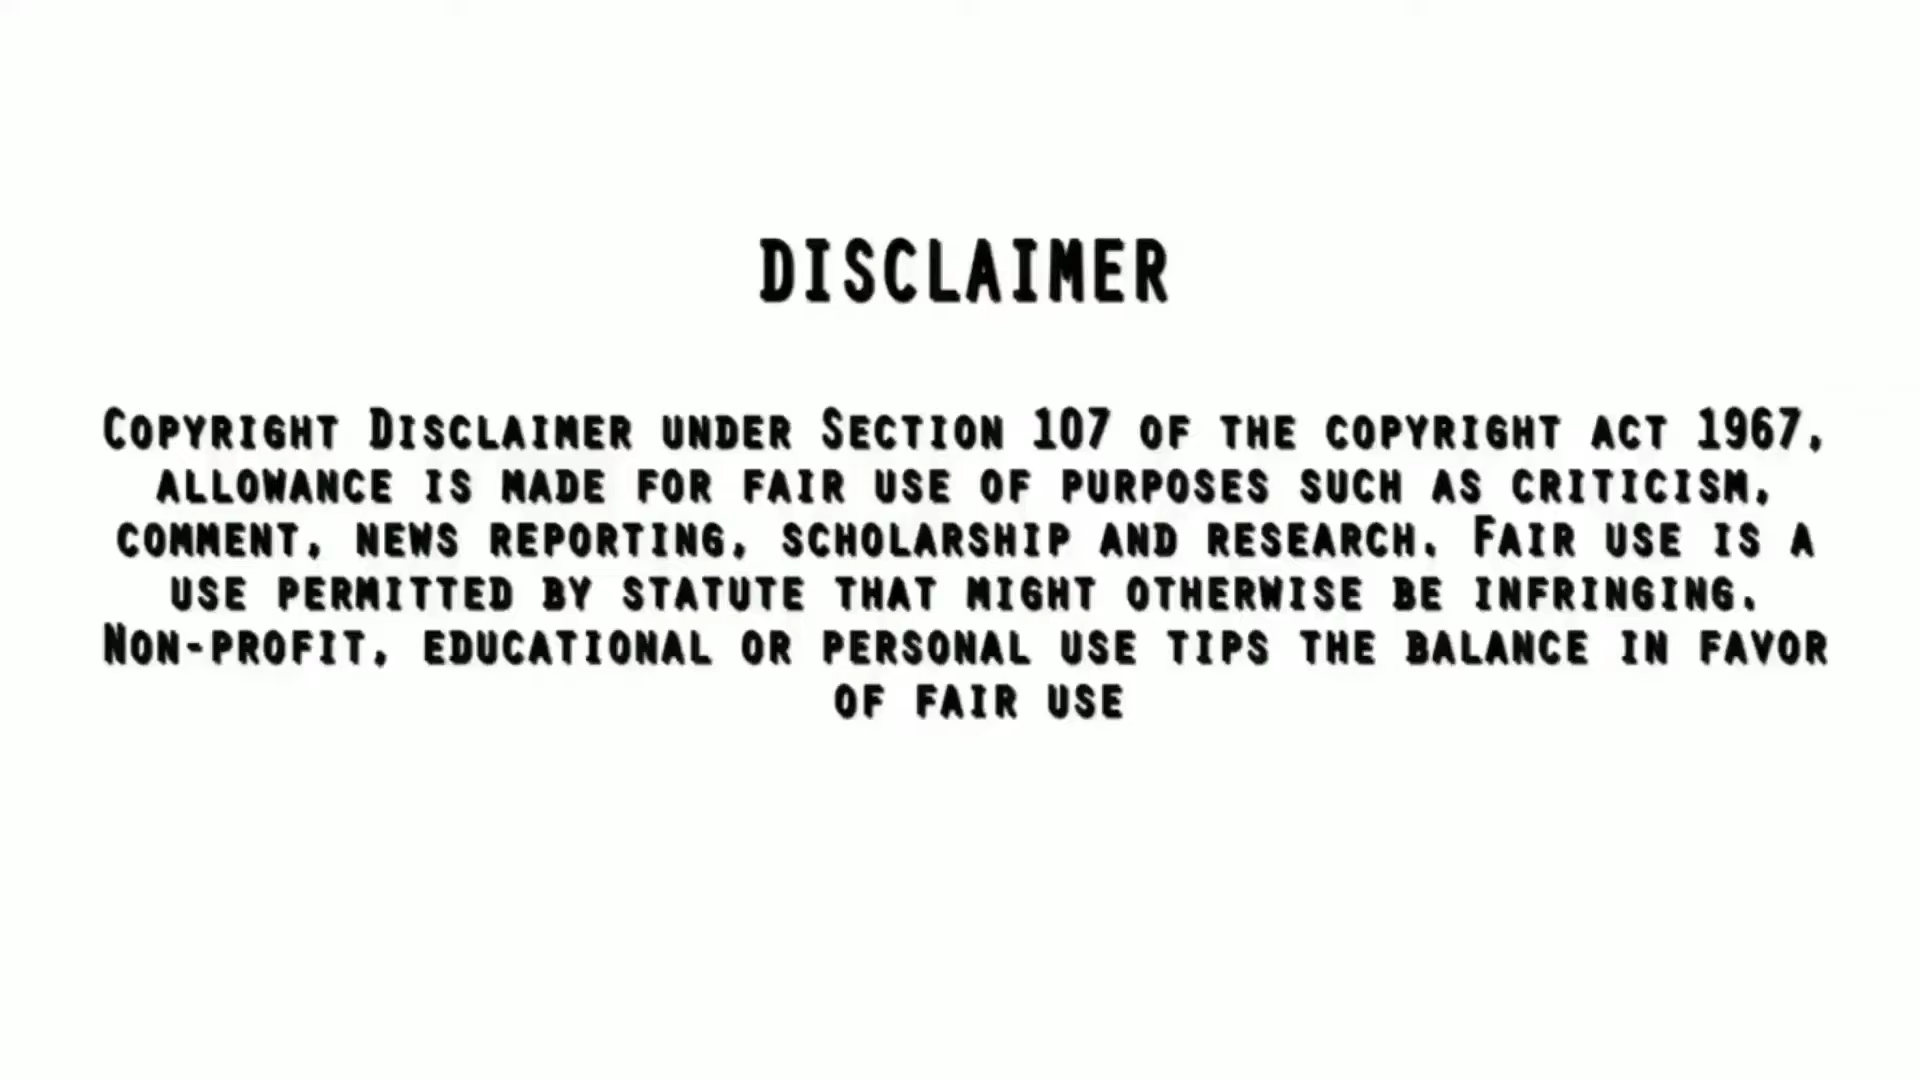 DISCLAIMER
COPYRIGHT DISCLAIMER UNDER SECTION 107 OF THE COPYRIGHT ACT 1967,
ALLOWANCE IS MADE FOR FAIR USE OF PURPOSES SUCH AS CRITICISM,
COMMENT, NEWS REPORTING, SCHOLARSHIP AND RESEARCH. FAIR USE IS A
USE PERMITTED BY STATUTE THAT MIGHT OTHERWISE BE INFRINGING.
NON-PROFIT, EDUCATIONAL OR PERSONAL USE TIPS THE BALANCE IN FAVOR
OF FAIR USE